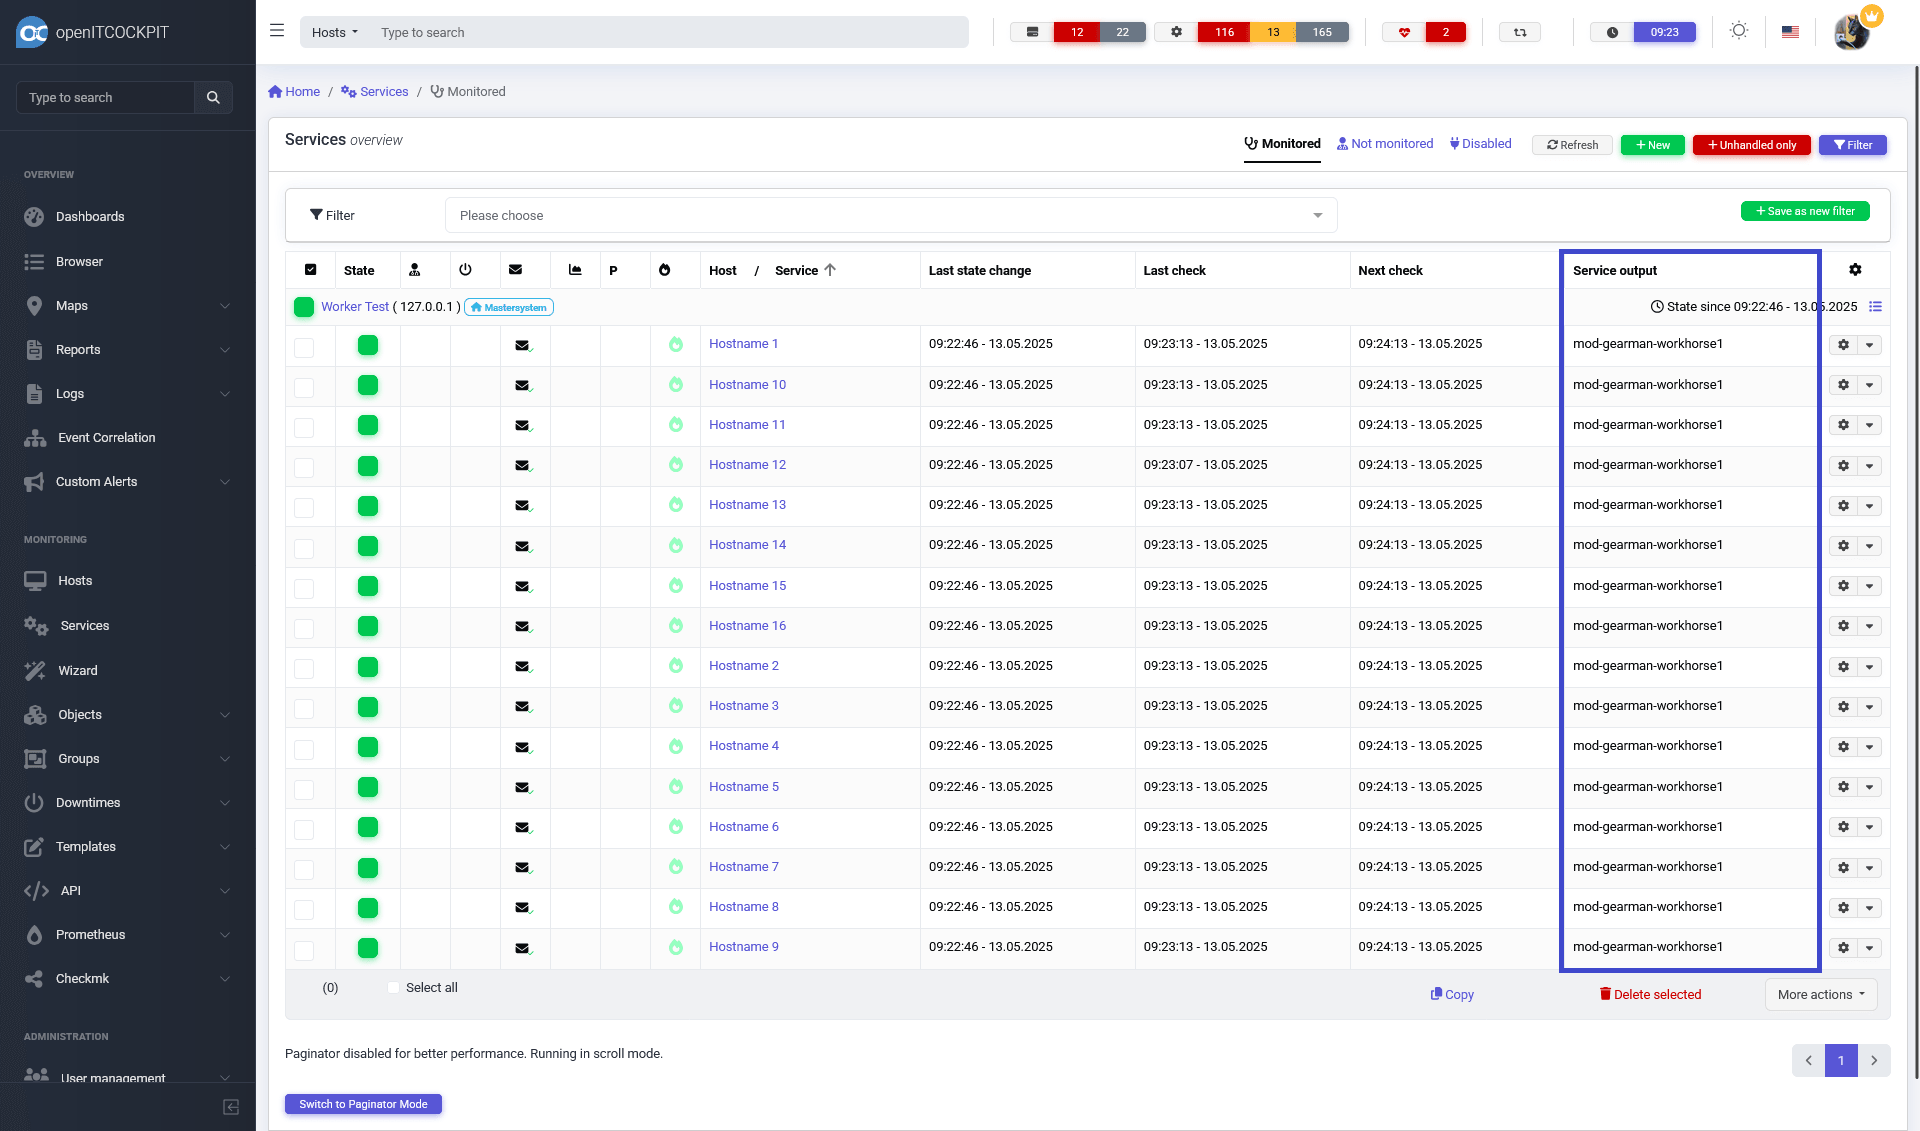 openITCOCKPIT
Hosts Type to search
12 22 116 13 165 2 09:23
Type to search
Home / Services / Monitored
Services overview
Monitored Not monitored Disabled Refresh + New + Unhandled only Filter
OVERVIEW
Dashboards
Browser
Maps
Reports
Logs
Event Correlation
Custom Alerts
MONITORING
Hosts
Services
Wizard
Objects
Groups
Downtimes
Templates
API
Prometheus
Checkmk
ADMINISTRATION
User management
Filter Please choose + Save as new filter
State P Host / Service Last state change Last check Next check Service output
Worker Test ( 127.0.0.1 ) Mastersystem State since 09:22:46 - 13.05.2025
Hostname 1 09:22:46 - 13.05.2025 09:23:13 - 13.05.2025 09:24:13 - 13.05.2025 mod-gearman-workhorse1
Hostname 10 09:22:46 - 13.05.2025 09:23:13 - 13.05.2025 09:24:13 - 13.05.2025 mod-gearman-workhorse1
Hostname 11 09:22:46 - 13.05.2025 09:23:13 - 13.05.2025 09:24:13 - 13.05.2025 mod-gearman-workhorse1
Hostname 12 09:22:46 - 13.05.2025 09:23:07 - 13.05.2025 09:24:13 - 13.05.2025 mod-gearman-workhorse1
Hostname 13 09:22:46 - 13.05.2025 09:23:13 - 13.05.2025 09:24:13 - 13.05.2025 mod-gearman-workhorse1
Hostname 14 09:22:46 - 13.05.2025 09:23:13 - 13.05.2025 09:24:13 - 13.05.2025 mod-gearman-workhorse1
Hostname 15 09:22:46 - 13.05.2025 09:23:13 - 13.05.2025 09:24:13 - 13.05.2025 mod-gearman-workhorse1
Hostname 16 09:22:46 - 13.05.2025 09:23:13 - 13.05.2025 09:24:13 - 13.05.2025 mod-gearman-workhorse1
Hostname 2 09:22:46 - 13.05.2025 09:23:13 - 13.05.2025 09:24:13 - 13.05.2025 mod-gearman-workhorse1
Hostname 3 09:22:46 - 13.05.2025 09:23:13 - 13.05.2025 09:24:13 - 13.05.2025 mod-gearman-workhorse1
Hostname 4 09:22:46 - 13.05.2025 09:23:13 - 13.05.2025 09:24:13 - 13.05.2025 mod-gearman-workhorse1
Hostname 5 09:22:46 - 13.05.2025 09:23:13 - 13.05.2025 09:24:13 - 13.05.2025 mod-gearman-workhorse1
Hostname 6 09:22:46 - 13.05.2025 09:23:13 - 13.05.2025 09:24:13 - 13.05.2025 mod-gearman-workhorse1
Hostname 7 09:22:46 - 13.05.2025 09:23:13 - 13.05.2025 09:24:13 - 13.05.2025 mod-gearman-workhorse1
Hostname 8 09:22:46 - 13.05.2025 09:23:13 - 13.05.2025 09:24:13 - 13.05.2025 mod-gearman-workhorse1
Hostname 9 09:22:46 - 13.05.2025 09:23:13 - 13.05.2025 09:24:13 - 13.05.2025 mod-gearman-workhorse1
(0) Select all Copy Delete selected More actions
Paginator disabled for better performance. Running in scroll mode.
1
Switch to Paginator Mode